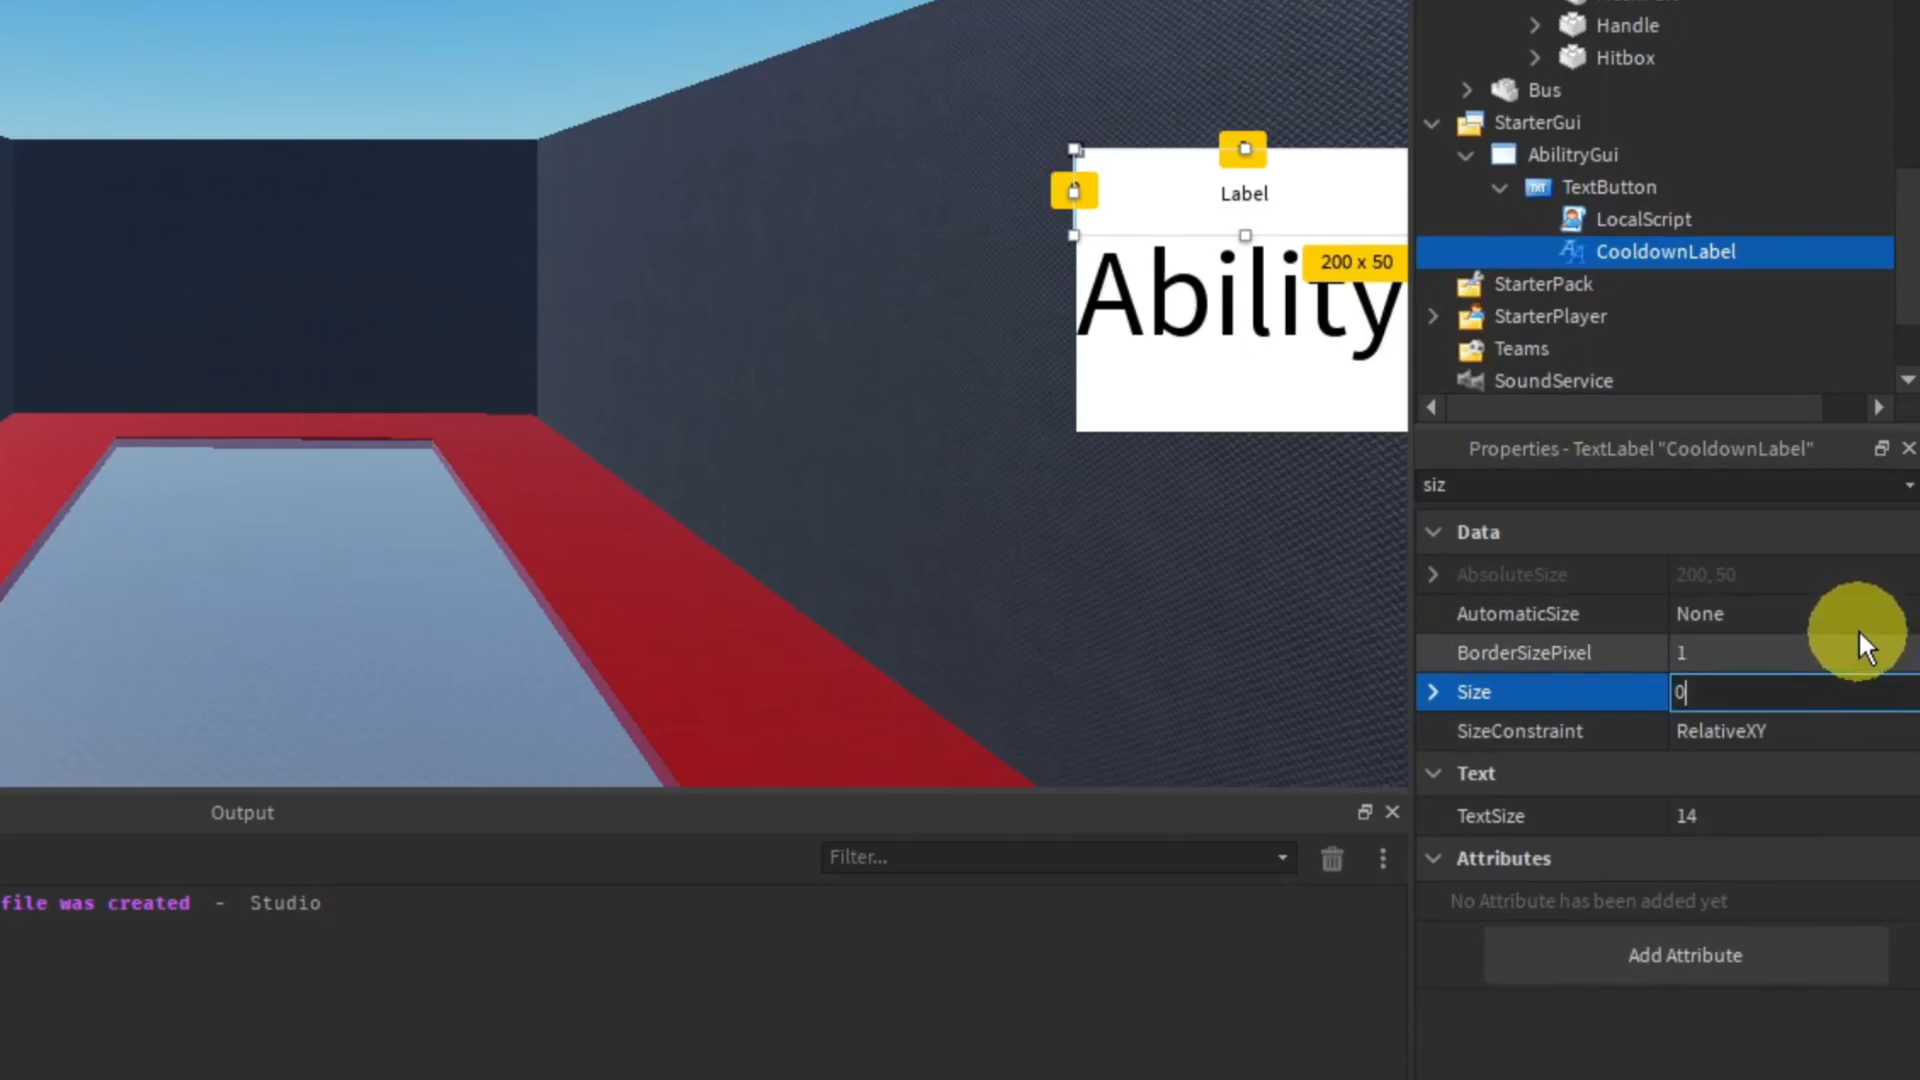 Handle
Hitbox
Bus
StarterGui
AbilitryGui
TextButton
LocalScript
CooldownLabel
StarterPack
StarterPlayer
Teams
SoundService
Label
200 x 50
Ability
Properties - TextLabel "CooldownLabel"
siz
Data
AbsoluteSize 200, 50
AutomaticSize None
BorderSizePixel 1
Size 0
SizeConstraint RelativeXY
Text
TextSize 14
Attributes
No Attribute has been added yet
Add Attribute
Output
Filter...
file was created - Studio